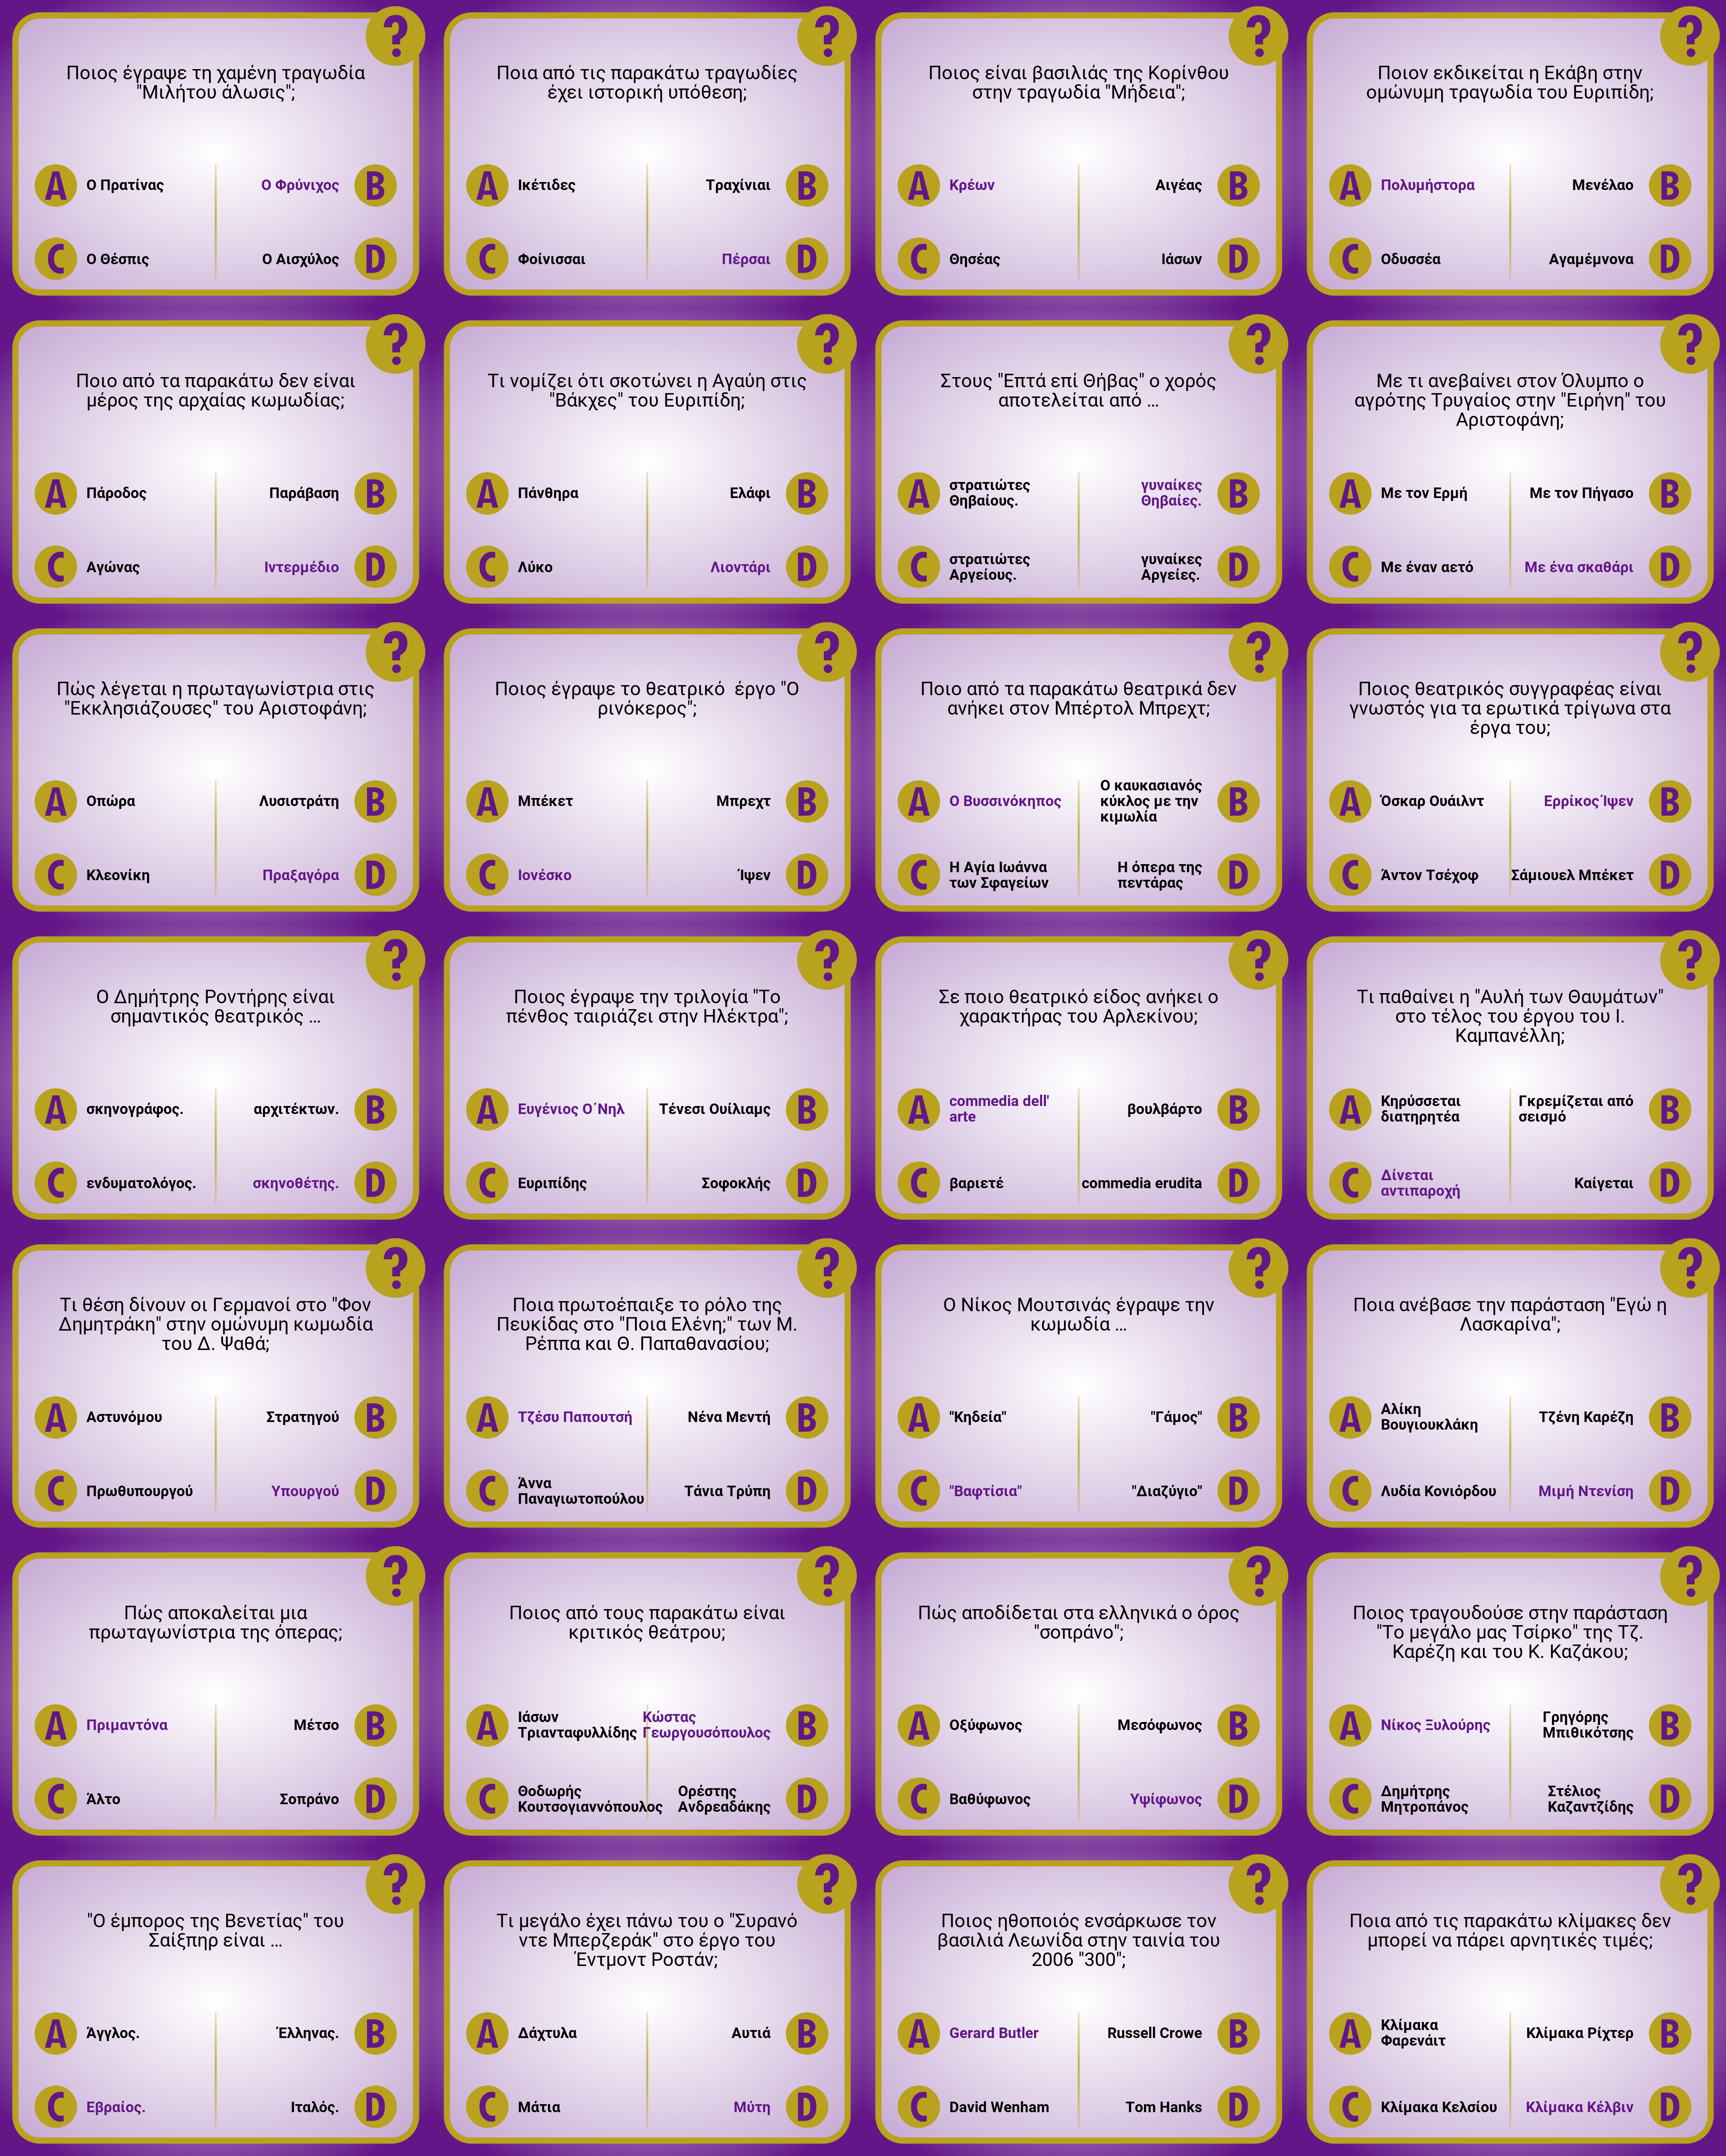 ?
Ποιος έγραψε τη χαμένη τραγωδία
"Μιλήτου άλωσις";
A Ο Πρατίνας
Ο Φρύνιχος B
C Ο Θέσπις
Ο Αισχύλος D
?
Ποια από τις παρακάτω τραγωδίες
έχει ιστορική υπόθεση;
A Ικέτιδες
Τραχίνιαι B
C Φοίνισσαι
Πέρσαι D
?
Ποιος είναι βασιλιάς της Κορίνθου
στην τραγωδία "Μήδεια";
A Κρέων
Αιγέας B
C Θησέας
Ιάσων D
?
Ποιον εκδικείται η Εκάβη στην
ομώνυμη τραγωδία του Ευριπίδη;
A Πολυμήστορα
Μενέλαο B
C Οδυσσέα
Αγαμέμνονα D
?
Ποιο από τα παρακάτω δεν είναι
μέρος της αρχαίας κωμωδίας;
A Πάροδος
Παράβαση B
C Αγώνας
Ιντερμέδιο D
?
Τι νομίζει ότι σκοτώνει η Αγαύη στις
"Βάκχες" του Ευριπίδη;
A Πάνθηρα
Ελάφι B
C Λύκο
Λιοντάρι D
?
Στους "Επτά επί Θήβας" ο χορός
αποτελείται από ...
A στρατιώτες
Θηβαίους.
γυναίκες
Θηβαίες. B
C στρατιώτες
Αργείους.
γυναίκες
Αργείες. D
?
Με τι ανεβαίνει στον Όλυμπο ο
αγρότης Τρυγαίος στην "Ειρήνη" του
Αριστοφάνη;
A Με τον Ερμή
Με τον Πήγασο B
C Με έναν αετό
Με ένα σκαθάρι D
?
Πώς λέγεται η πρωταγωνίστρια στις
"Εκκλησιάζουσες" του Αριστοφάνη;
A Οπώρα
Λυσιστράτη B
C Κλεονίκη
Πραξαγόρα D
?
Ποιος έγραψε το θεατρικό  έργο "Ο
ρινόκερος";
A Μπέκετ
Μπρεχτ B
C Ιονέσκο
Ίψεν D
?
Ποιο από τα παρακάτω θεατρικά δεν
ανήκει στον Μπέρτολ Μπρεχτ;
A Ο Βυσσινόκηπος
Ο καυκασιανός
κύκλος με την
κιμωλία B
C Η Αγία Ιωάννα
των Σφαγείων
Η όπερα της
πεντάρας D
?
Ποιος θεατρικός συγγραφέας είναι
γνωστός για τα ερωτικά τρίγωνα στα
έργα του;
A Όσκαρ Ουάιλντ
Ερρίκος Ίψεν B
C Άντον Τσέχοφ
Σάμιουελ Μπέκετ D
?
Ο Δημήτρης Ροντήρης είναι
σημαντικός θεατρικός ...
A σκηνογράφος.
αρχιτέκτων. B
C ενδυματολόγος.
σκηνοθέτης. D
?
Ποιος έγραψε την τριλογία "Το
πένθος ταιριάζει στην Ηλέκτρα";
A Ευγένιος Ο΄Νηλ
Τένεσι Ουίλιαμς B
C Ευριπίδης
Σοφοκλής D
?
Σε ποιο θεατρικό είδος ανήκει ο
χαρακτήρας του Αρλεκίνου;
A commedia dell'
arte
βουλβάρτο B
C βαριετέ
commedia erudita D
?
Τι παθαίνει η "Αυλή των Θαυμάτων"
στο τέλος του έργου του Ι.
Καμπανέλλη;
A Κηρύσσεται
διατηρητέα
Γκρεμίζεται από
σεισμό B
C Δίνεται
αντιπαροχή
Καίγεται D
?
Τι θέση δίνουν οι Γερμανοί στο "Φον
Δημητράκη" στην ομώνυμη κωμωδία
του Δ. Ψαθά;
A Αστυνόμου
Στρατηγού B
C Πρωθυπουργού
Υπουργού D
?
Ποια πρωτοέπαιξε το ρόλο της
Πευκίδας στο "Ποια Ελένη;" των Μ.
Ρέππα και Θ. Παπαθανασίου;
A Τζέσυ Παπουτσή
Νένα Μεντή B
C Άννα
Παναγιωτοπούλου
Τάνια Τρύπη D
?
Ο Νίκος Μουτσινάς έγραψε την
κωμωδία ...
A "Κηδεία"
"Γάμος" B
C "Βαφτίσια"
"Διαζύγιο" D
?
Ποια ανέβασε την παράσταση "Εγώ η
Λασκαρίνα";
A Αλίκη
Βουγιουκλάκη
Τζένη Καρέζη B
C Λυδία Κονιόρδου
Μιμή Ντενίση D
?
Πώς αποκαλείται μια
πρωταγωνίστρια της όπερας;
A Πριμαντόνα
Μέτσο B
C Άλτο
Σοπράνο D
?
Ποιος από τους παρακάτω είναι
κριτικός θεάτρου;
A Ιάσων
Τριανταφυλλίδης
Κώστας
Γεωργουσόπουλος B
C Θοδωρής
Κουτσογιαννόπουλος
Ορέστης
Ανδρεαδάκης D
?
Πώς αποδίδεται στα ελληνικά ο όρος
"σοπράνο";
A Οξύφωνος
Μεσόφωνος B
C Βαθύφωνος
Υψίφωνος D
?
Ποιος τραγουδούσε στην παράσταση
"Το μεγάλο μας Τσίρκο" της Τζ.
Καρέζη και του Κ. Καζάκου;
A Νίκος Ξυλούρης
Γρηγόρης
Μπιθικότσης B
C Δημήτρης
Μητροπάνος
Στέλιος
Καζαντζίδης D
?
"Ο έμπορος της Βενετίας" του
Σαίξπηρ είναι ...
A Άγγλος.
Έλληνας. B
C Εβραίος.
Ιταλός. D
?
Τι μεγάλο έχει πάνω του ο "Συρανό
ντε Μπερζεράκ" στο έργο του
Έντμοντ Ροστάν;
A Δάχτυλα
Αυτιά B
C Μάτια
Μύτη D
?
Ποιος ηθοποιός ενσάρκωσε τον
βασιλιά Λεωνίδα στην ταινία του
2006 "300";
A Gerard Butler
Russell Crowe B
C David Wenham
Tom Hanks D
?
Ποια από τις παρακάτω κλίμακες δεν
μπορεί να πάρει αρνητικές τιμές;
A Κλίμακα
Φαρενάιτ
Κλίμακα Ρίχτερ B
C Κλίμακα Κελσίου
Κλίμακα Κέλβιν D